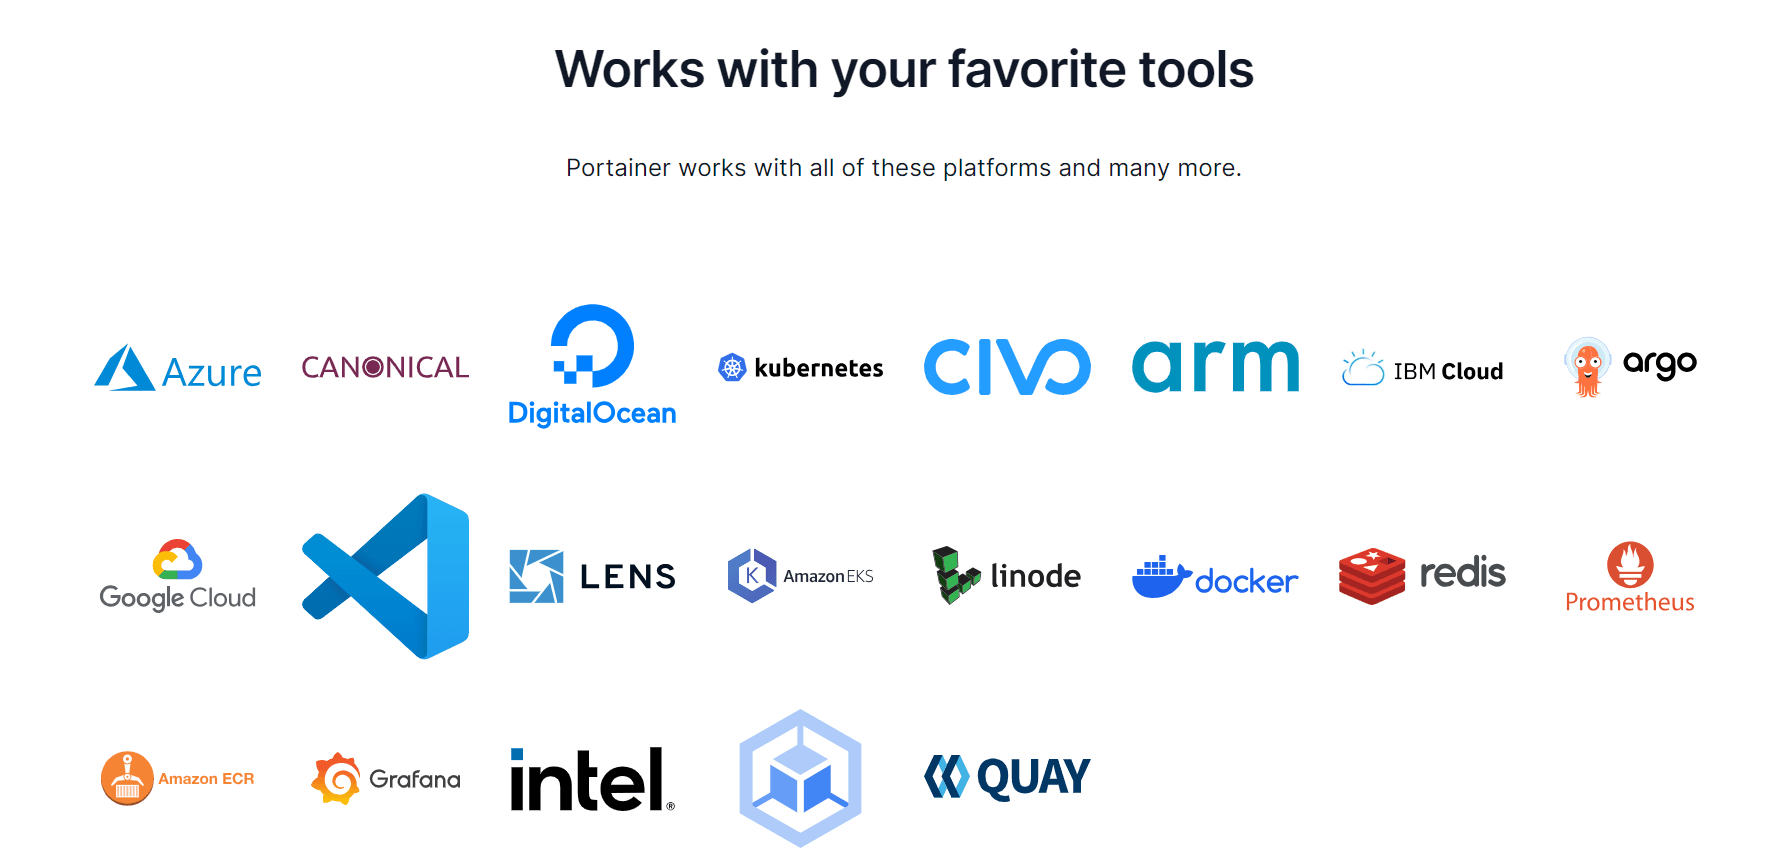 Works with your favorite tools
Portainer works with all of these platforms and many more.
Azure
CANONICAL
DigitalOcean
kubernetes
CIVO
arm
IBM Cloud
argo
Google Cloud
LENS
K
Amazon EKS
linode
docker
redis
Prometheus
Amazon ECR
Grafana
intel®
QUAY